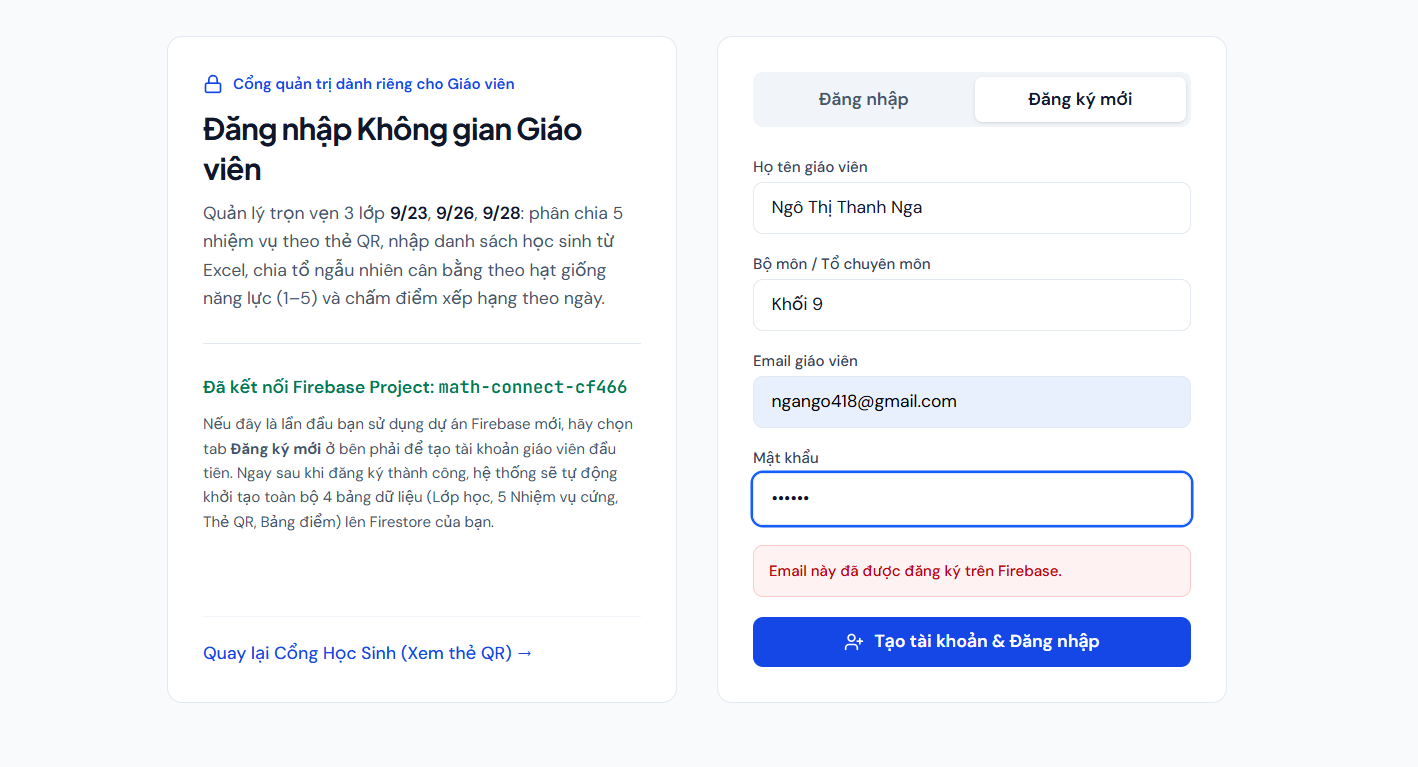 Cổng quản trị dành riêng cho Giáo viên
Đăng nhập Không gian Giáo
viên
Quản lý trọn vẹn 3 lớp 9/23, 9/26, 9/28: phân chia 5
nhiệm vụ theo thẻ QR, nhập danh sách học sinh từ
Excel, chia tổ ngẫu nhiên cân bằng theo hạt giống
năng lực (1–5) và chấm điểm xếp hạng theo ngày.
Đã kết nối Firebase Project: math-connect-cf466
Nếu đây là lần đầu bạn sử dụng dự án Firebase mới, hãy chọn
tab Đăng ký mới ở bên phải để tạo tài khoản giáo viên đầu
tiên. Ngay sau khi đăng ký thành công, hệ thống sẽ tự động
khởi tạo toàn bộ 4 bảng dữ liệu (Lớp học, 5 Nhiệm vụ cứng,
Thẻ QR, Bảng điểm) lên Firestore của bạn.
Quay lại Cổng Học Sinh (Xem thẻ QR) →
Đăng nhập
Đăng ký mới
Họ tên giáo viên
Ngô Thị Thanh Nga
Bộ môn / Tổ chuyên môn
Khối 9
Email giáo viên
ngango418@gmail.com
Mật khẩu
••••••
Email này đã được đăng ký trên Firebase.
Tạo tài khoản & Đăng nhập